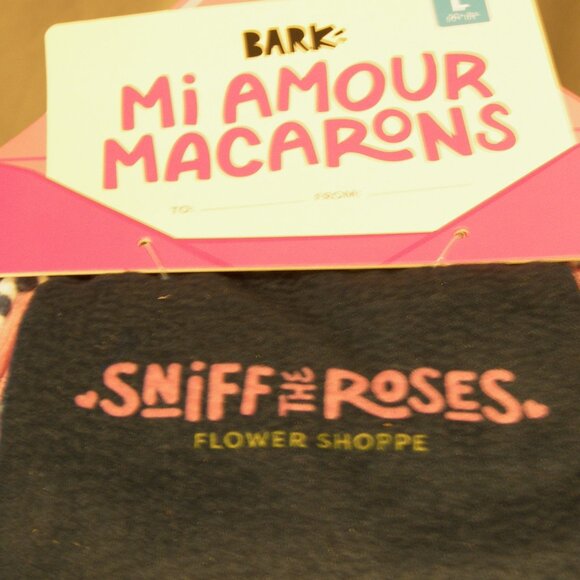 BARK
Mi AMOUR
MACARONS
TO:
FROM:
SNiFF THE ROSES
FLOWER SHOPPE